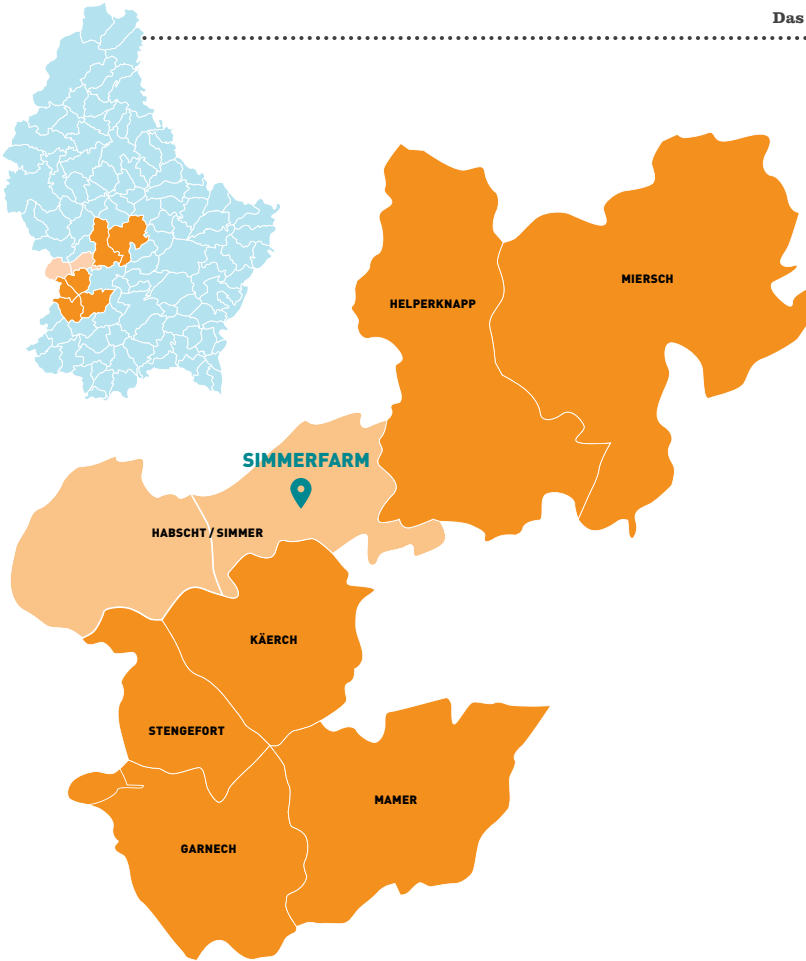 Das
MIERSCH
HELPERKNAPP
SIMMERFARM
HABSCHT / SIMMER
KÄERCH
STENGEFORT
MAMER
GARNECH